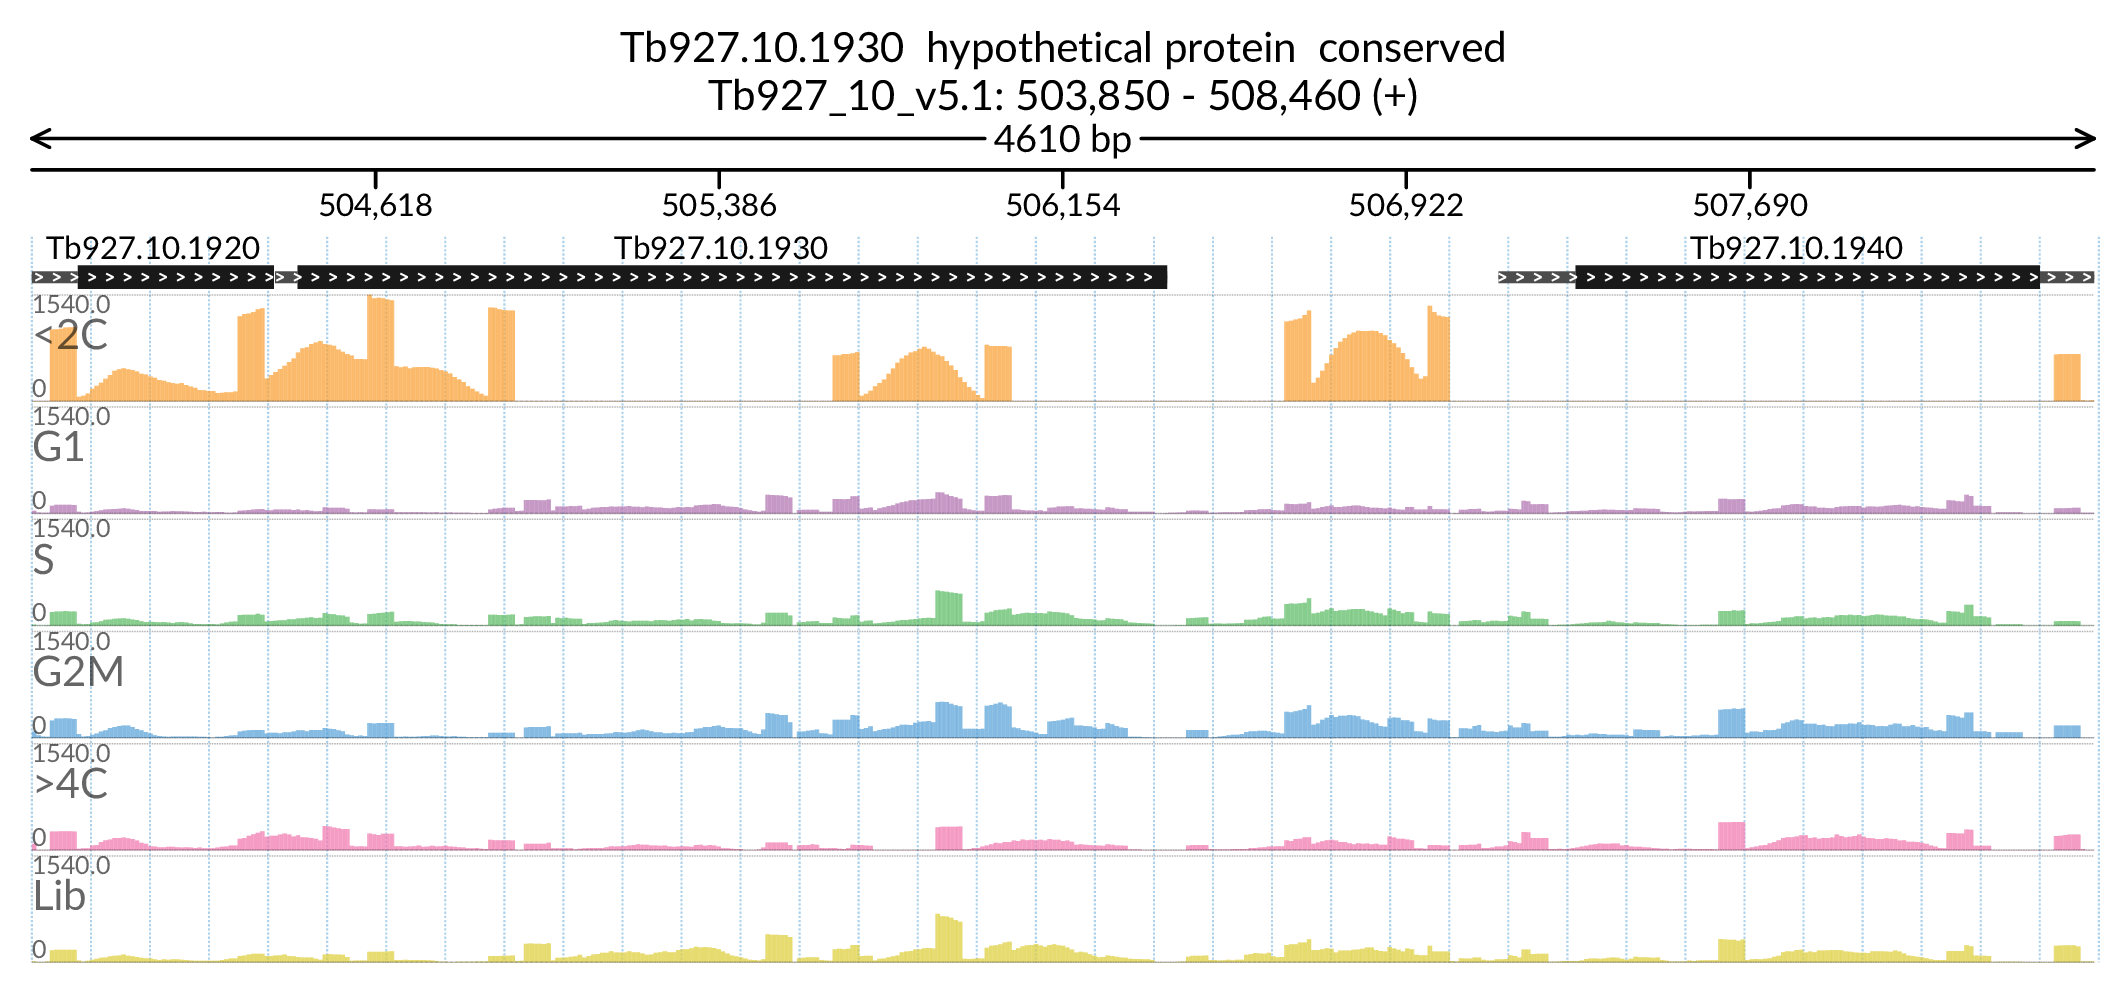 Tb927.10.1930 hypothetical protein conserved
Tb927_10_v5.1: 503,850 - 508,460 (+)
4610 bp
504,618 505,386 506,154 506,922 507,690
Tb927.10.1920 Tb927.10.1930 Tb927.10.1940
1540.0
<2C
0
1540.0
G1
0
1540.0
S
0
1540.0
G2M
0
1540.0
>4C
0
1540.0
Lib
0